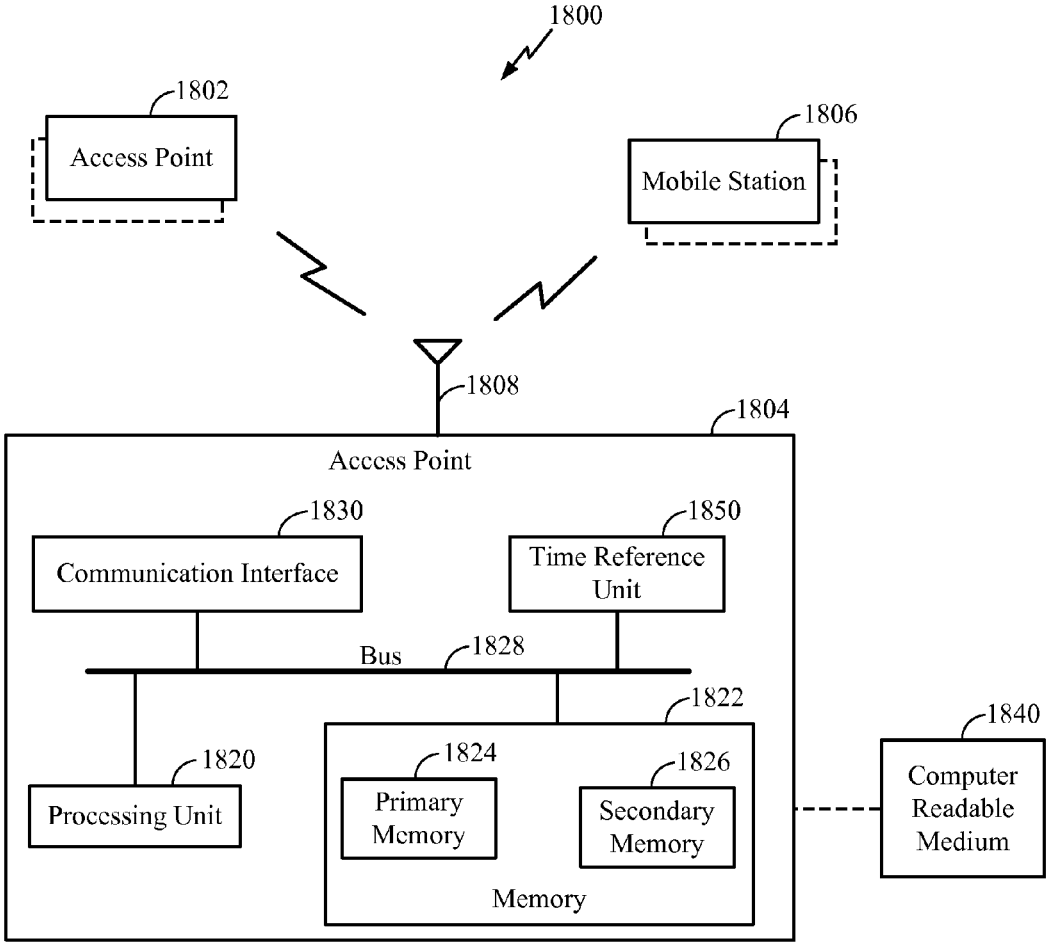 1800
1802
Access Point
1806
Mobile Station
1808
1804
Access Point
1830
Communication Interface
1850
Time Reference
Unit
Bus
1828
1822
1824
Primary
Memory
1826
Secondary
Memory
Memory
1820
Processing Unit
1840
Computer
Readable
Medium